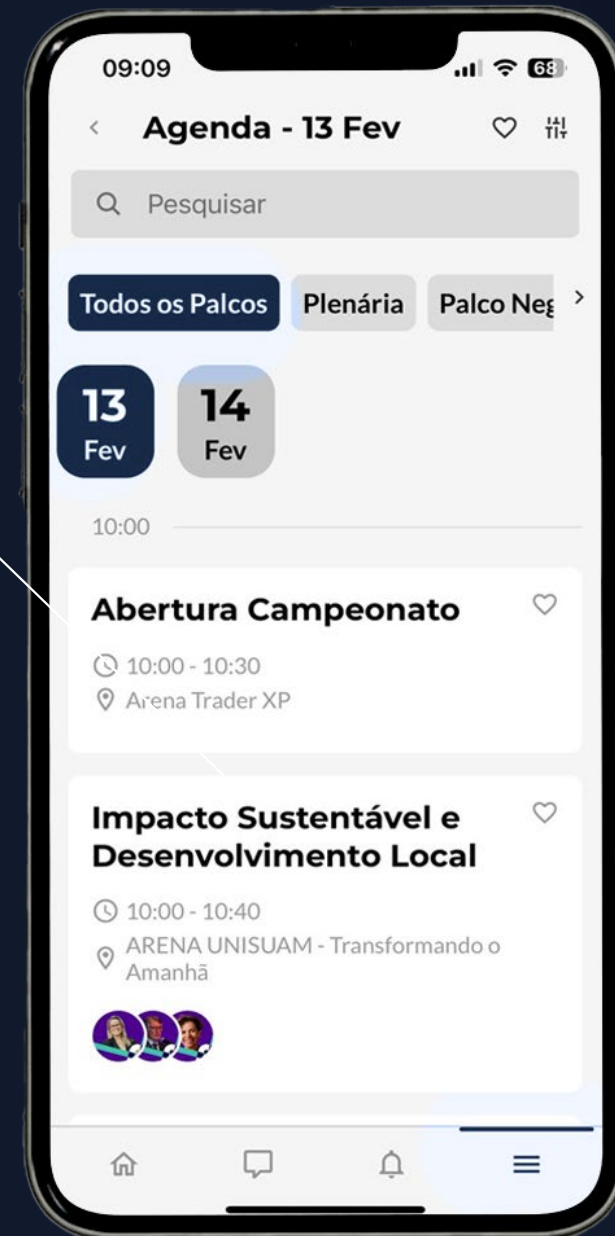 09:09
68
Agenda - 13 Fev
Pesquisar
Todos os Palcos
Plenária
Palco Neg
13
Fev
14
Fev
10:00
Abertura Campeonato
10:00 - 10:30
Arena Trader XP
Impacto Sustentável e
Desenvolvimento Local
10:00 - 10:40
ARENA UNISUAM - Transformando o
Amanhã